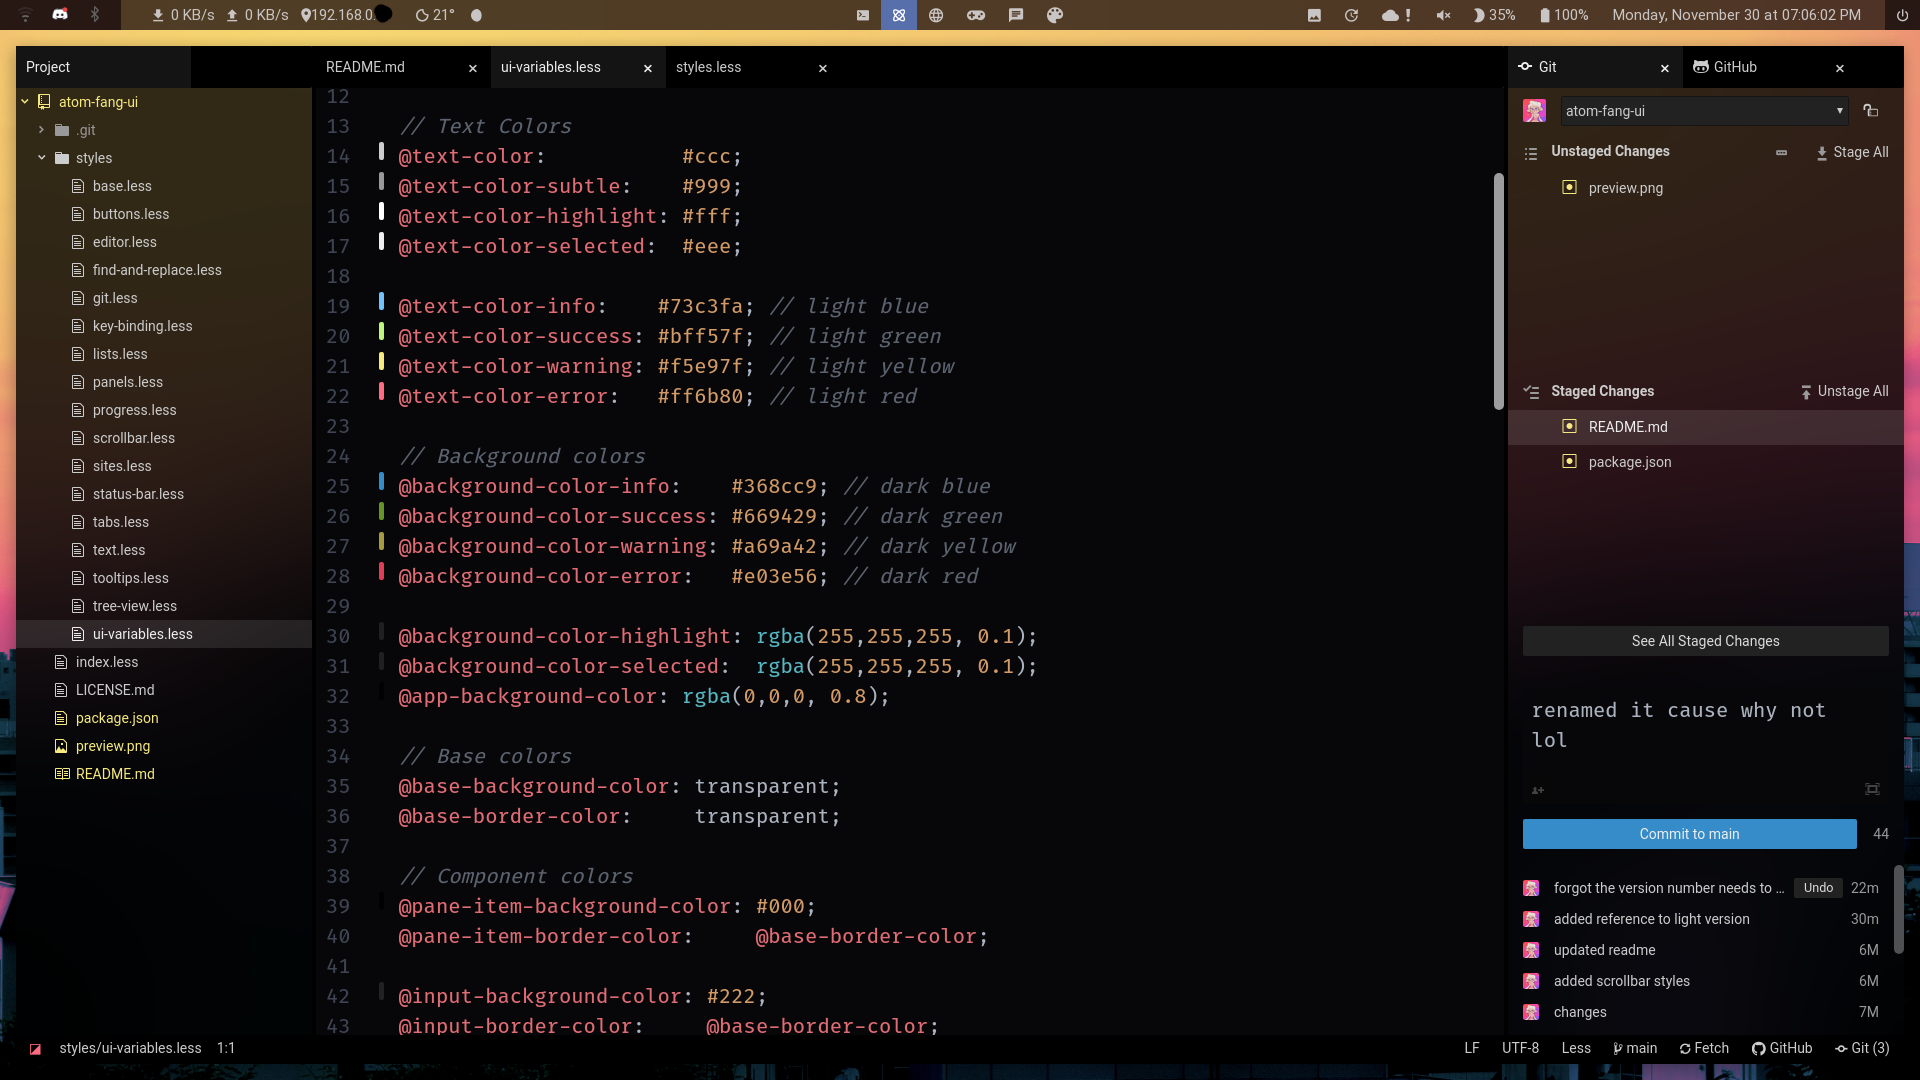 0 KB/s 0 KB/s 192.168.0. 21° 35% 100% Monday, November 30 at 07:06:02 PM
Project
atom-fang-ui
.git
styles
base.less
buttons.less
editor.less
find-and-replace.less
git.less
key-binding.less
lists.less
panels.less
progress.less
scrollbar.less
sites.less
status-bar.less
tabs.less
text.less
tooltips.less
tree-view.less
ui-variables.less
index.less
LICENSE.md
package.json
preview.png
README.md
README.md × ui-variables.less × styles.less ×
12
13 // Text Colors
14 @text-color: #ccc;
15 @text-color-subtle: #999;
16 @text-color-highlight: #fff;
17 @text-color-selected: #eee;
18
19 @text-color-info: #73c3fa; // light blue
20 @text-color-success: #bff57f; // light green
21 @text-color-warning: #f5e97f; // light yellow
22 @text-color-error: #ff6b80; // light red
23
24 // Background colors
25 @background-color-info: #368cc9; // dark blue
26 @background-color-success: #669429; // dark green
27 @background-color-warning: #a69a42; // dark yellow
28 @background-color-error: #e03e56; // dark red
29
30 @background-color-highlight: rgba(255,255,255, 0.1);
31 @background-color-selected: rgba(255,255,255, 0.1);
32 @app-background-color: rgba(0,0,0, 0.8);
33
34 // Base colors
35 @base-background-color: transparent;
36 @base-border-color: transparent;
37
38 // Component colors
39 @pane-item-background-color: #000;
40 @pane-item-border-color: @base-border-color;
41
42 @input-background-color: #222;
43 @input-border-color: @base-border-color;
Git × GitHub ×
atom-fang-ui
Unstaged Changes Stage All
preview.png
Staged Changes Unstage All
README.md
package.json
See All Staged Changes
renamed it cause why not
lol
Commit to main 44
forgot the version number needs to … Undo 22m
added reference to light version 30m
updated readme 6M
added scrollbar styles 6M
changes 7M
styles/ui-variables.less 1:1 LF UTF-8 Less main Fetch GitHub Git (3)